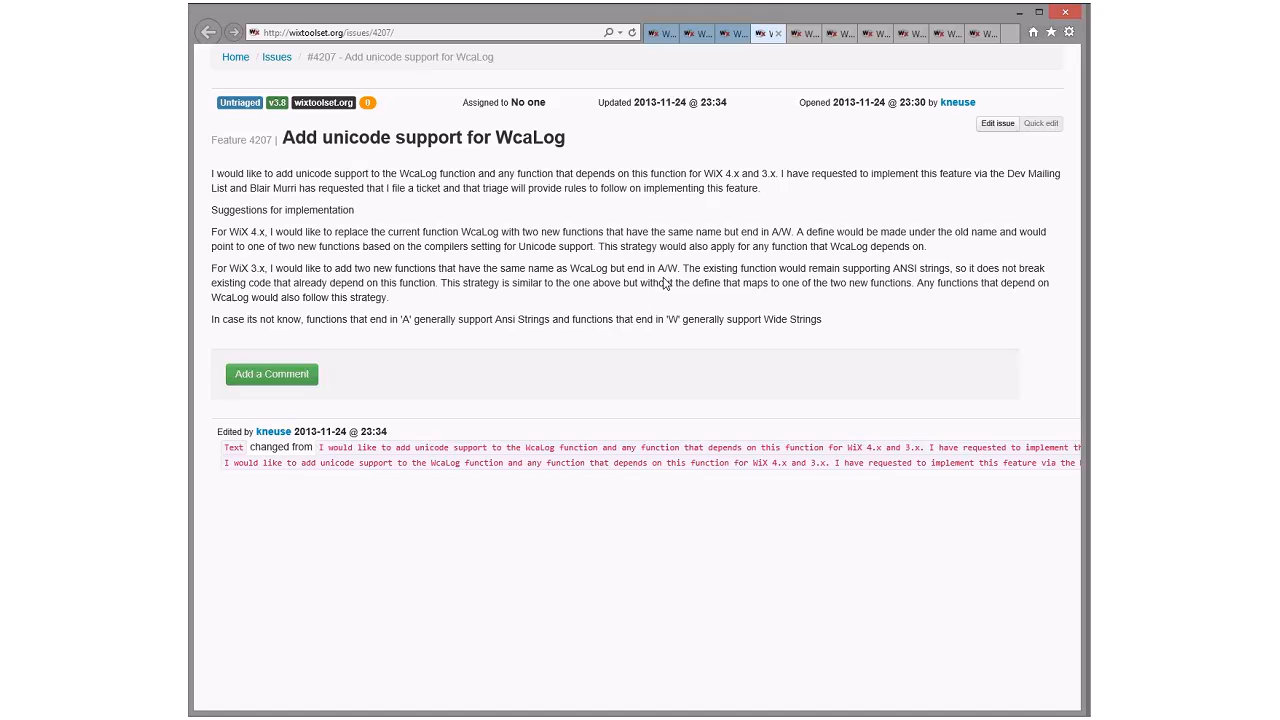 http://wixtoolset.org/issues/4207/
W... W... W... W... W... W... W... W... W...
Home / Issues / #4207 - Add unicode support for WcaLog
Untriaged v3.8 wixtoolset.org 0 Assigned to No one Updated 2013-11-24 @ 23:34 Opened 2013-11-24 @ 23:30 by kneuse
Edit issue Quick edit
Feature 4207 | Add unicode support for WcaLog
I would like to add unicode support to the WcaLog function and any function that depends on this function for WiX 4.x and 3.x. I have requested to implement this feature via the Dev Mailing
List and Blair Murri has requested that I file a ticket and that triage will provide rules to follow on implementing this feature.
Suggestions for implementation
For WiX 4.x, I would like to replace the current function WcaLog with two new functions that have the same name but end in A/W. A define would be made under the old name and would
point to one of two new functions based on the compilers setting for Unicode support. This strategy would also apply for any function that WcaLog depends on.
For WiX 3.x, I would like to add two new functions that have the same name as WcaLog but end in A/W. The existing function would remain supporting ANSI strings, so it does not break
existing code that already depend on this function. This strategy is similar to the one above but without the define that maps to one of the two new functions. Any functions that depend on
WcaLog would also follow this strategy.
In case its not know, functions that end in 'A' generally support Ansi Strings and functions that end in 'W' generally support Wide Strings
Add a Comment
Edited by kneuse 2013-11-24 @ 23:34
Text changed from I would like to add unicode support to the WcaLog function and any function that depends on this function for WiX 4.x and 3.x. I have requested to implement th
I would like to add unicode support to the WcaLog function and any function that depends on this function for WiX 4.x and 3.x. I have requested to implement this feature via the